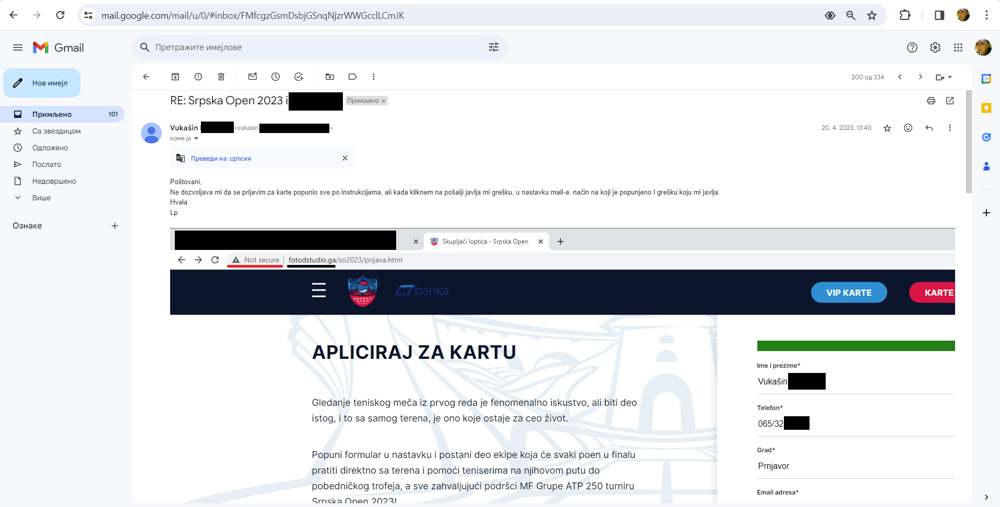 mail.google.com/mail/u/0/#inbox/FMfcgzGsmDsbjGSnqNjzrWWGcclLCmJK
Gmail
Претражите имејлове
Нов имејл
Примљено 101
Са звездицом
Одложено
Послато
Недовршено
Више
Ознаке
200 од 334
Ср
RE: Srpska Open 2023 i
Примљено ×
Vukašin <vukasin. >
20. 4. 2023. 13:40
коме ја
Преведи на: српски
Poštovani,
Ne dozvoljava mi da se prijavim za karte popunio sve po instrukcijama, ali kada kliknem na pošalji javlja mi grešku, u nastavku mail-a, način na koji je popunjeno I grešku koju mi javlja.
Hvala
Lp
Skupljači loptica - Srpska Open
Not secure
fotodstudio.ga/so2023/prijava.html
SRPSKA
OPEN
MF banka
VIP KARTE
KARTE
APLICIRAJ ZA KARTU
Gledanje teniskog meča iz prvog reda je fenomenalno iskustvo, ali biti deo
istog, i to sa samog terena, je ono koje ostaje za ceo život.
Popuni formular u nastavku i postani deo ekipe koja će svaki poen u finalu
pratiti direktno sa terena i pomoći teniserima na njihovom putu do
pobedničkog trofeja, a sve zahvaljujući podršci MF Grupe ATP 250 turniru
Srpska Open 2023!
Ime i prezime*
Vukašin
Telefon*
065/32
Grad*
Prnjavor
Email adresa*
31